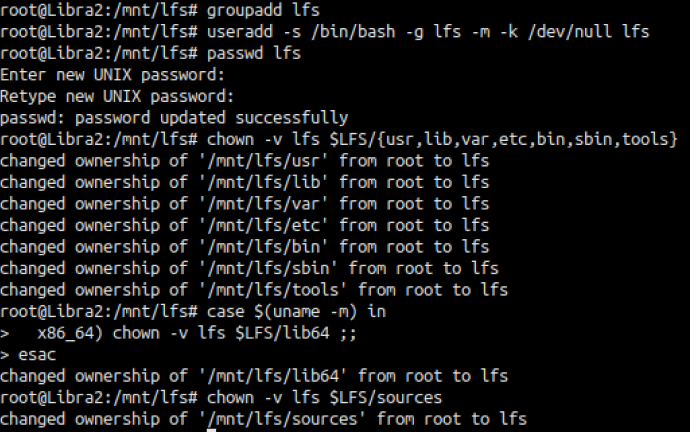 root@Libra2:/mnt/lfs# groupadd lfs
root@Libra2:/mnt/lfs# useradd -s /bin/bash -g lfs -m -k /dev/null lfs
root@Libra2:/mnt/lfs# passwd lfs
Enter new UNIX password:
Retype new UNIX password:
passwd: password updated successfully
root@Libra2:/mnt/lfs# chown -v lfs $LFS/{usr,lib,var,etc,bin,sbin,tools}
changed ownership of '/mnt/lfs/usr' from root to lfs
changed ownership of '/mnt/lfs/lib' from root to lfs
changed ownership of '/mnt/lfs/var' from root to lfs
changed ownership of '/mnt/lfs/etc' from root to lfs
changed ownership of '/mnt/lfs/bin' from root to lfs
changed ownership of '/mnt/lfs/sbin' from root to lfs
changed ownership of '/mnt/lfs/tools' from root to lfs
root@Libra2:/mnt/lfs# case $(uname -m) in
>   x86_64) chown -v lfs $LFS/lib64 ;;
> esac
changed ownership of '/mnt/lfs/lib64' from root to lfs
root@Libra2:/mnt/lfs# chown -v lfs $LFS/sources
changed ownership of '/mnt/lfs/sources' from root to lfs